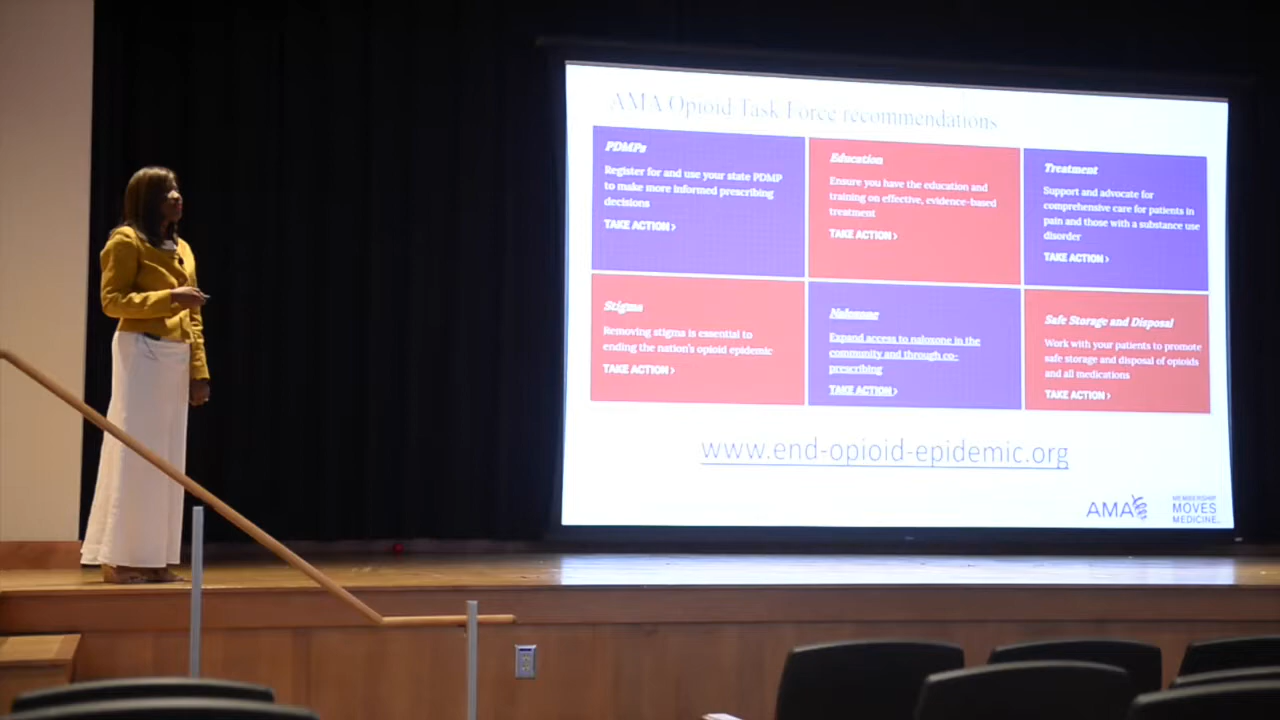 AMA Opioid Task Force recommendations
PDMPs
Register for and use your state PDMP
to make more informed prescribing
decisions
TAKE ACTION >
Education
Ensure you have the education and
training on effective, evidence-based
treatment
TAKE ACTION >
Treatment
Support and advocate for
comprehensive care for patients in
pain and those with a substance use
disorder
TAKE ACTION >
Stigma
Removing stigma is essential to
ending the nation's opioid epidemic
TAKE ACTION >
Naloxone
Expand access to naloxone in the
community and through co-
prescribing
TAKE ACTION >
Safe Storage and Disposal
Work with your patients to promote
safe storage and disposal of opioids
and all medications
TAKE ACTION >
www.end-opioid-epidemic.org
AMA
MEMBERSHIP
MOVES
MEDICINE